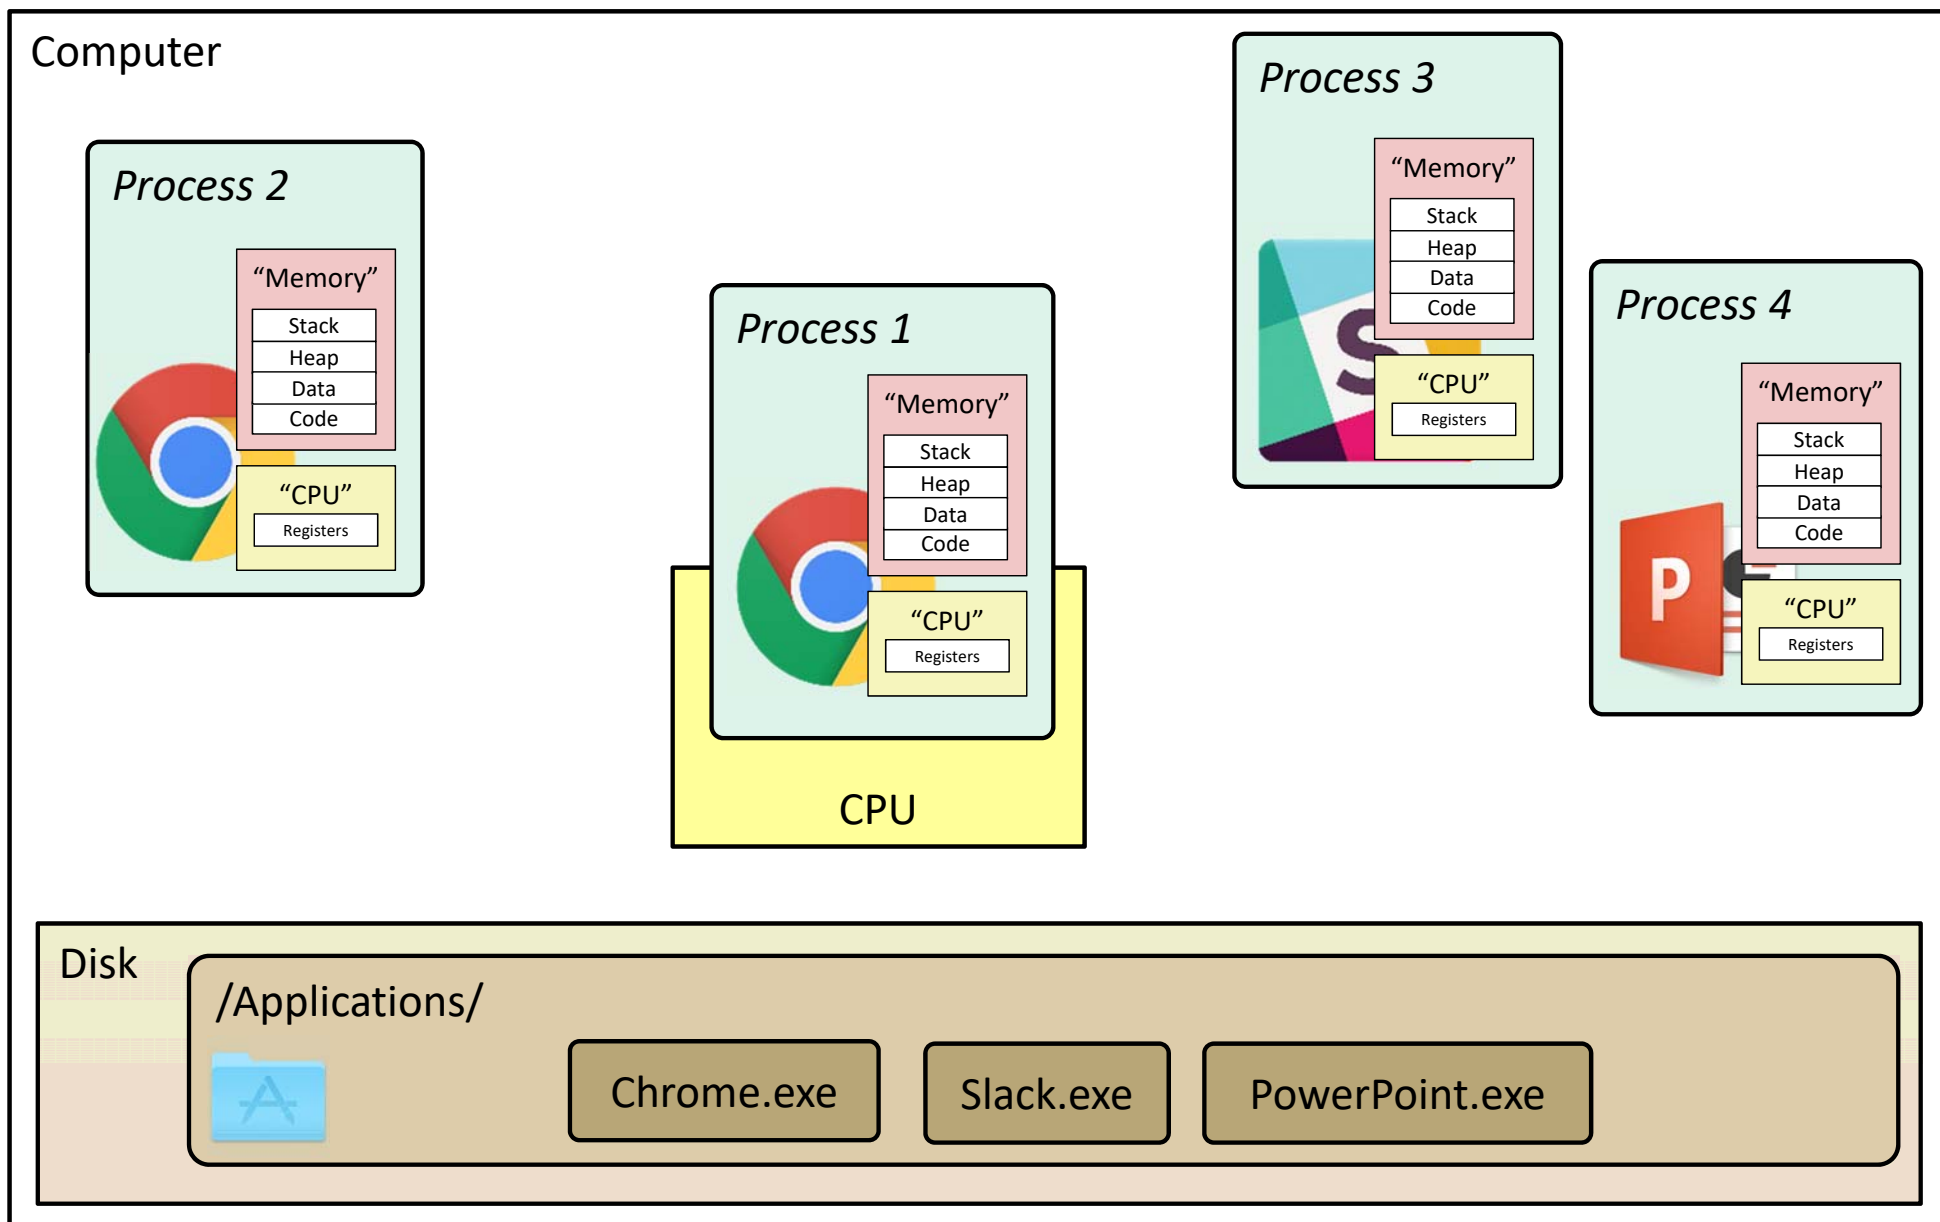 Computer
Process 2
“Memory”
Stack
Heap
Data
Code
“CPU”
Registers
Process 1
“Memory”
Stack
Heap
Data
Code
“CPU”
Registers
CPU
Process 3
“Memory”
Stack
Heap
Data
Code
S
“CPU”
Registers
Process 4
“Memory”
Stack
Heap
Data
Code
P
“CPU”
Registers
Disk
/Applications/
Chrome.exe
Slack.exe
PowerPoint.exe